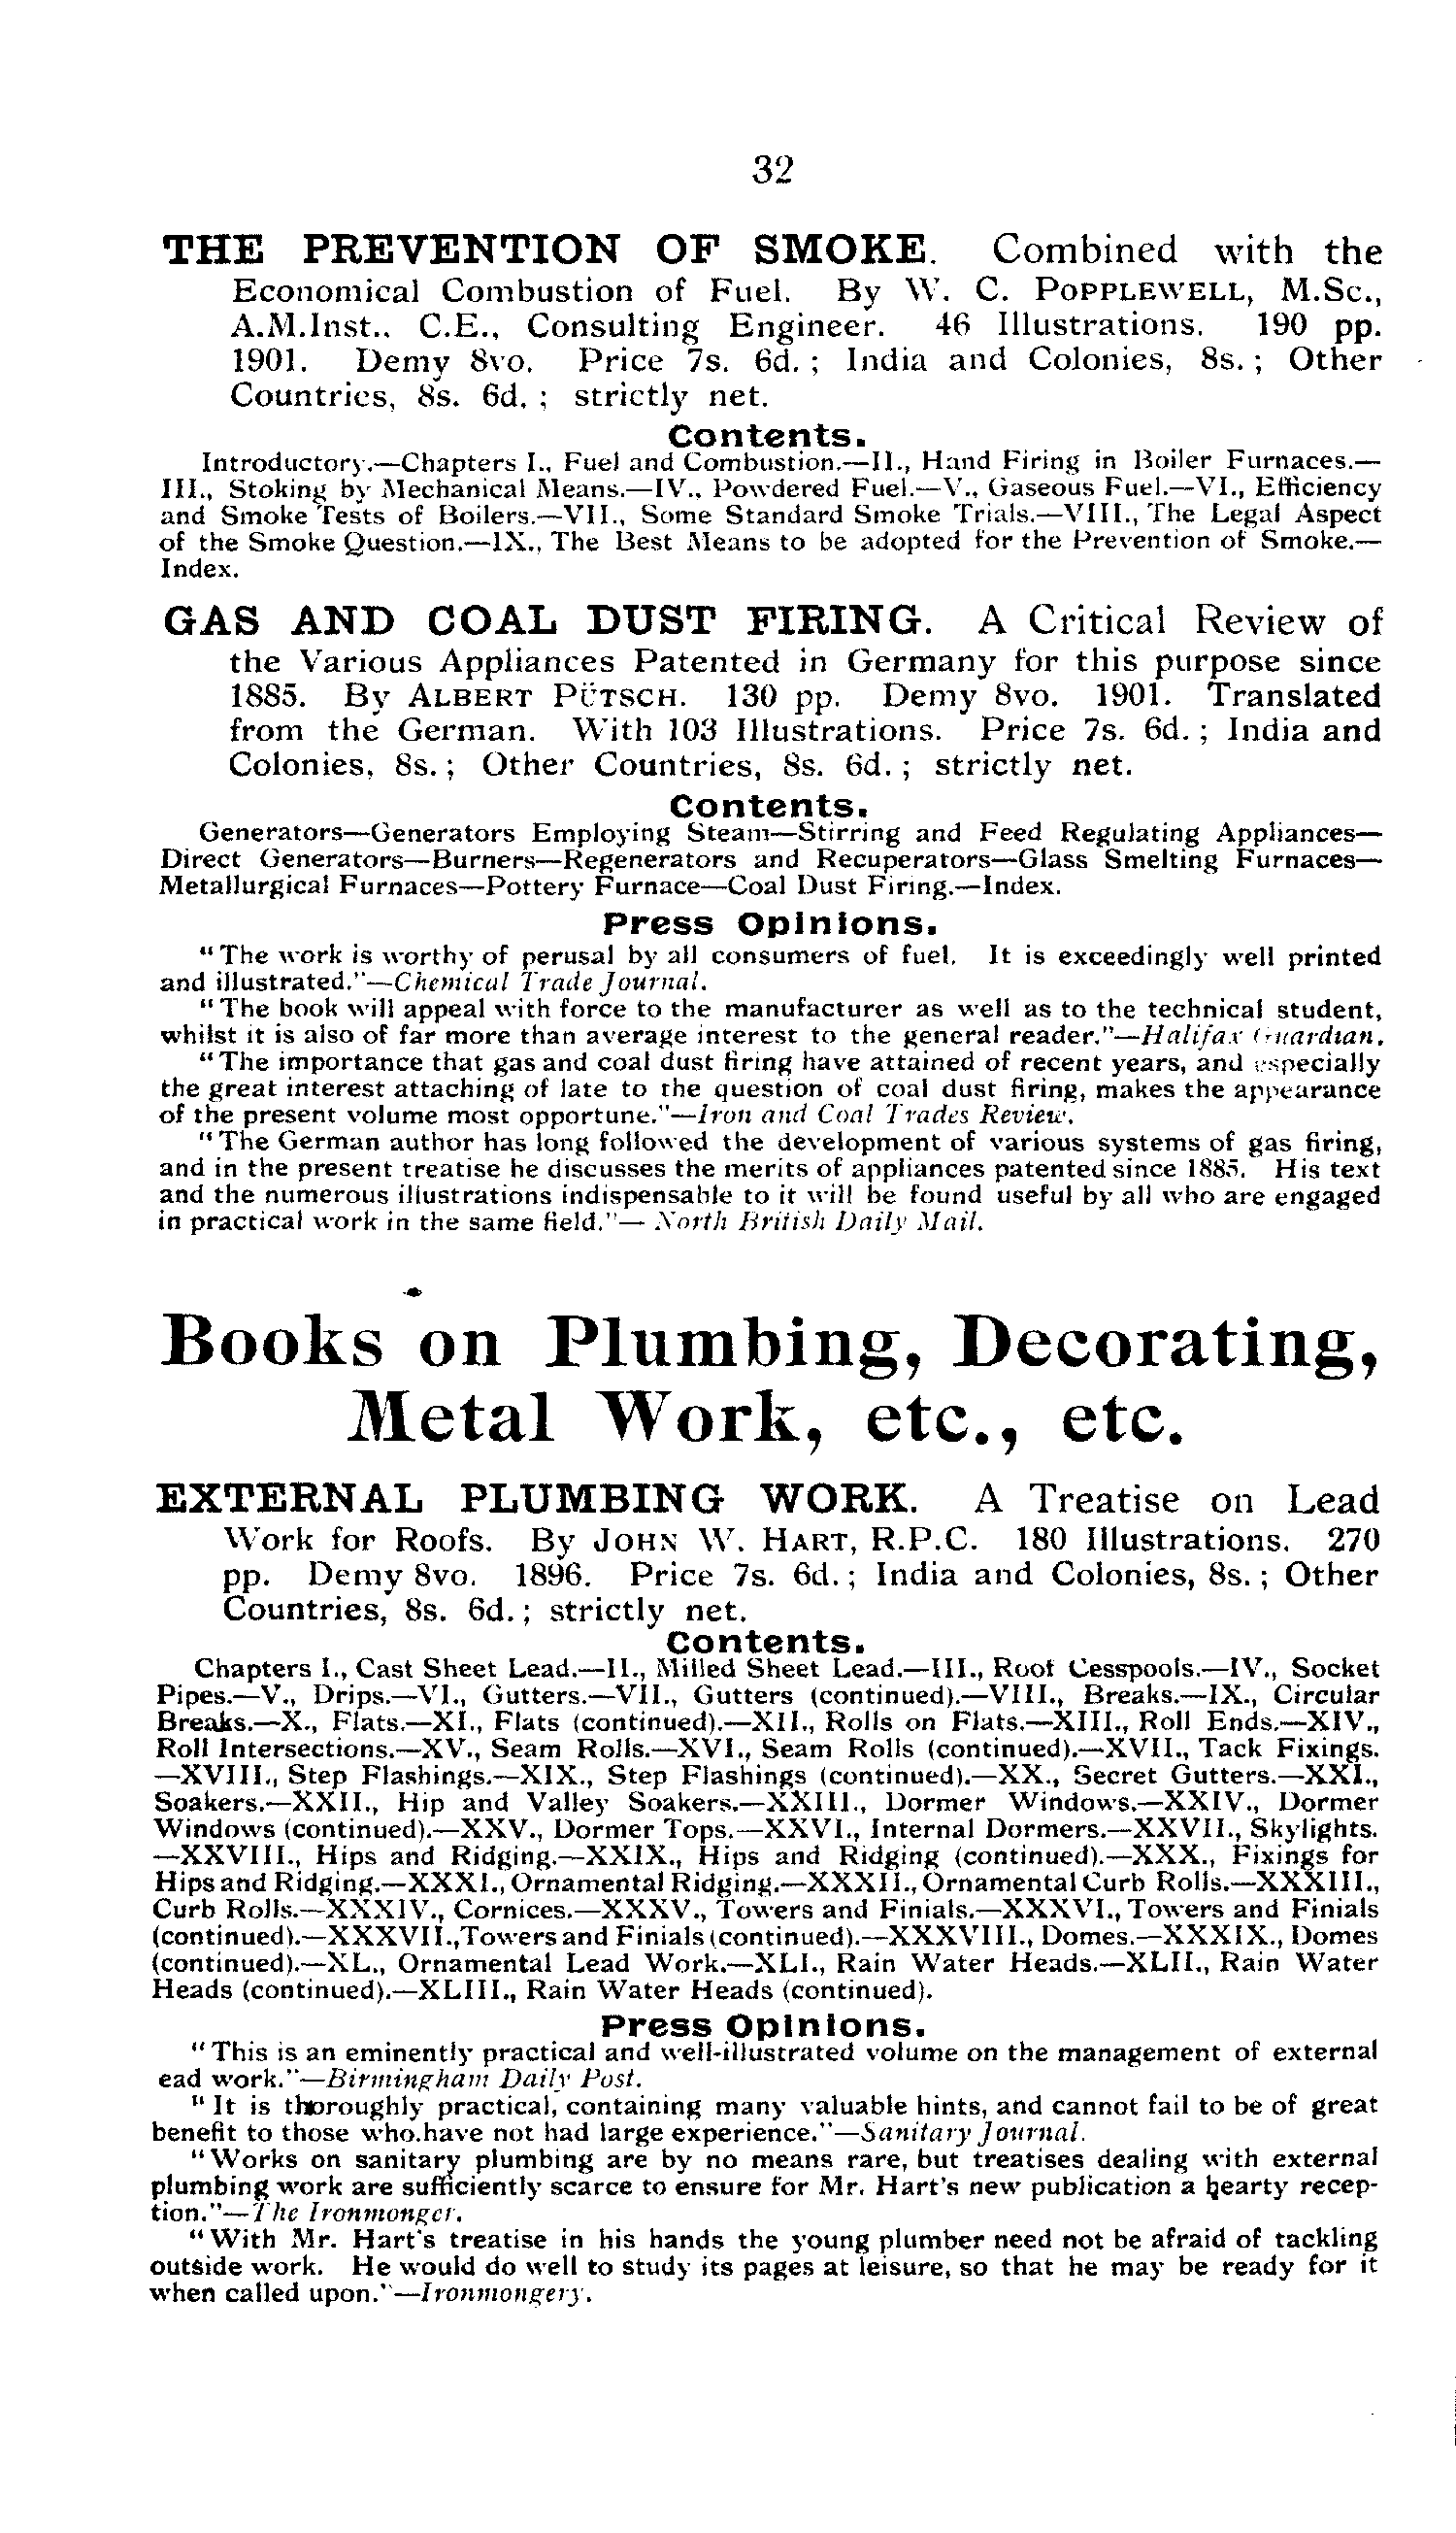 32
THE PREVENTION OF SMOKE. Combined with the
Economical Combustion of Fuel. By W. C. POPPLEWELL, M.Sc.,
A.M.Inst., C.E., Consulting Engineer. 46 Illustrations. 190 pp.
1901. Demy 8vo. Price 7s. 6d.; India and Colonies, 8s.; Other
Countries, 8s. 6d.; strictly net.
Contents.
Introductory.—Chapters I., Fuel and Combustion.—II., Hand Firing in Boiler Furnaces.—
III., Stoking by Mechanical Means.—IV., Powdered Fuel.—V., Gaseous Fuel.—VI., Efficiency
and Smoke Tests of Boilers.—VII., Some Standard Smoke Trials.—VIII., The Legal Aspect
of the Smoke Question.—IX., The Best Means to be adopted for the Prevention of Smoke.—
Index.
GAS AND COAL DUST FIRING. A Critical Review of
the Various Appliances Patented in Germany for this purpose since
1885. By ALBERT PÜTSCH. 130 pp. Demy 8vo. 1901. Translated
from the German. With 103 Illustrations. Price 7s. 6d.; India and
Colonies, 8s.; Other Countries, 8s. 6d.; strictly net.
Contents.
Generators—Generators Employing Steam—Stirring and Feed Regulating Appliances—
Direct Generators—Burners—Regenerators and Recuperators—Glass Smelting Furnaces—
Metallurgical Furnaces—Pottery Furnace—Coal Dust Firing.—Index.
Press Opinions.
"The work is worthy of perusal by all consumers of fuel. It is exceedingly well printed
and illustrated."—Chemical Trade Journal.
"The book will appeal with force to the manufacturer as well as to the technical student,
whilst it is also of far more than average interest to the general reader."—Halifax Guardian.
"The importance that gas and coal dust firing have attained of recent years, and especially
the great interest attaching of late to the question of coal dust firing, makes the appearance
of the present volume most opportune."—Iron and Coal Trades Review.
"The German author has long followed the development of various systems of gas firing,
and in the present treatise he discusses the merits of appliances patented since 1885. His text
and the numerous illustrations indispensable to it will be found useful by all who are engaged
in practical work in the same field."—North British Daily Mail.
Books on Plumbing, Decorating,
Metal Work, etc., etc.
EXTERNAL PLUMBING WORK. A Treatise on Lead
Work for Roofs. By JOHN W. HART, R.P.C. 180 Illustrations. 270
pp. Demy 8vo. 1896. Price 7s. 6d.; India and Colonies, 8s.; Other
Countries, 8s. 6d.; strictly net.
Contents.
Chapters I., Cast Sheet Lead.—II., Milled Sheet Lead.—III., Roof Cesspools.—IV., Socket
Pipes.—V., Drips.—VI., Gutters.—VII., Gutters (continued).—VIII., Breaks.—IX., Circular
Breaks.—X., Flats.—XI., Flats (continued).—XII., Rolls on Flats.—XIII., Roll Ends.—XIV.,
Roll Intersections.—XV., Seam Rolls.—XVI., Seam Rolls (continued).—XVII., Tack Fixings.
—XVIII., Step Flashings.—XIX., Step Flashings (continued).—XX., Secret Gutters.—XXI.,
Soakers.—XXII., Hip and Valley Soakers.—XXIII., Dormer Windows.—XXIV., Dormer
Windows (continued).—XXV., Dormer Tops.—XXVI., Internal Dormers.—XXVII., Skylights.
—XXVIII., Hips and Ridging.—XXIX., Hips and Ridging (continued).—XXX., Fixings for
Hips and Ridging.—XXXI., Ornamental Ridging.—XXXII., Ornamental Curb Rolls.—XXXIII.,
Curb Rolls.—XXXIV., Cornices.—XXXV., Towers and Finials.—XXXVI., Towers and Finials
(continued).—XXXVII., Towers and Finials (continued).—XXXVIII., Domes.—XXXIX., Domes
(continued).—XL., Ornamental Lead Work.—XLI., Rain Water Heads.—XLII., Rain Water
Heads (continued).—XLIII., Rain Water Heads (continued).
Press Opinions.
"This is an eminently practical and well-illustrated volume on the management of external
ead work."—Birmingham Daily Post.
"It is thoroughly practical, containing many valuable hints, and cannot fail to be of great
benefit to those who have not had large experience."—Sanitary Journal.
"Works on sanitary plumbing are by no means rare, but treatises dealing with external
plumbing work are sufficiently scarce to ensure for Mr. Hart's new publication a hearty recep-
tion."—The Ironmonger.
"With Mr. Hart's treatise in his hands the young plumber need not be afraid of tackling
outside work. He would do well to study its pages at leisure, so that he may be ready for it
when called upon."—Ironmongery.